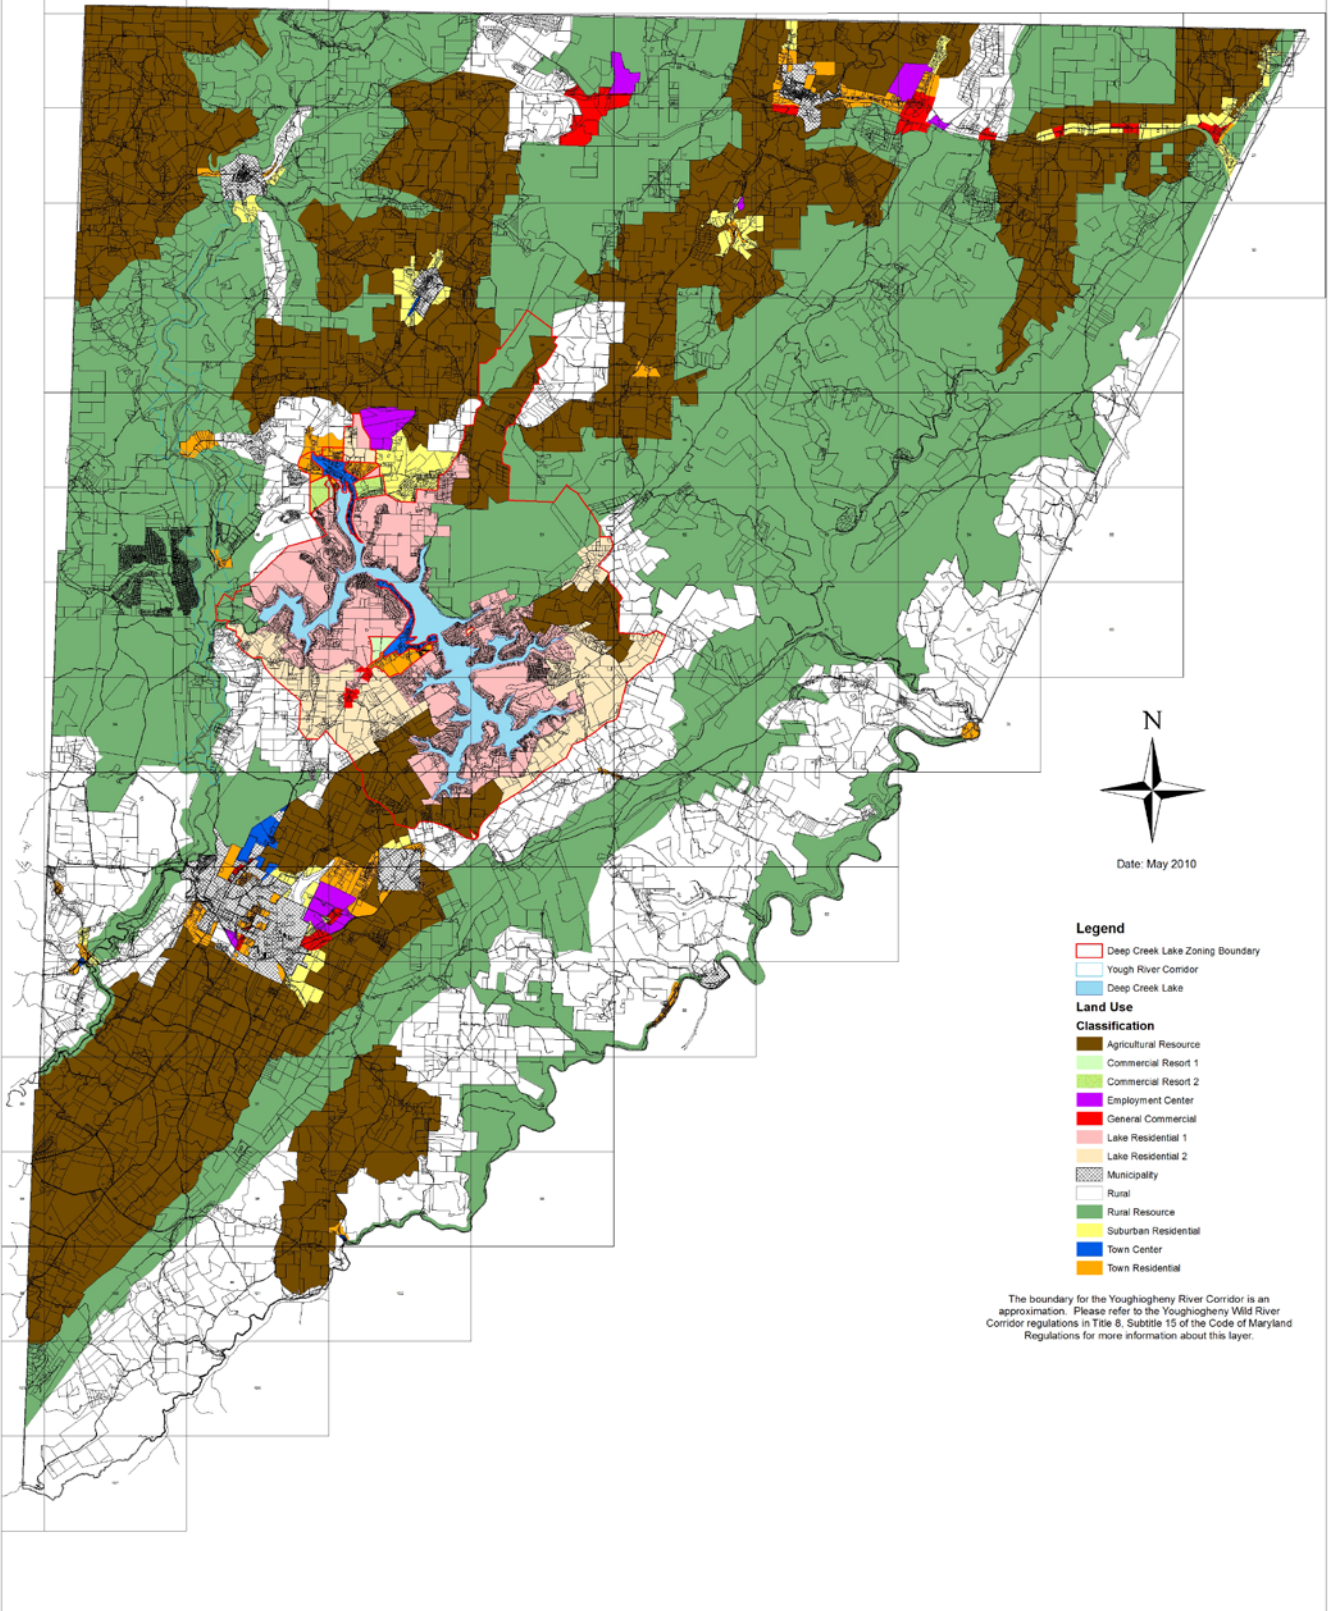 N
Date: May 2010
Legend
Deep Creek Lake Zoning Boundary
Yough River Corridor
Deep Creek Lake
Land Use
Classification
Agricultural Resource
Commercial Resort 1
Commercial Resort 2
Employment Center
General Commercial
Lake Residential 1
Lake Residential 2
Municipality
Rural
Rural Resource
Suburban Residential
Town Center
Town Residential
The boundary for the Youghiogheny River Corridor is an
approximation. Please refer to the Youghiogheny Wild River
Corridor regulations in Title 8, Subtitle 15 of the Code of Maryland
Regulations for more information about this layer.